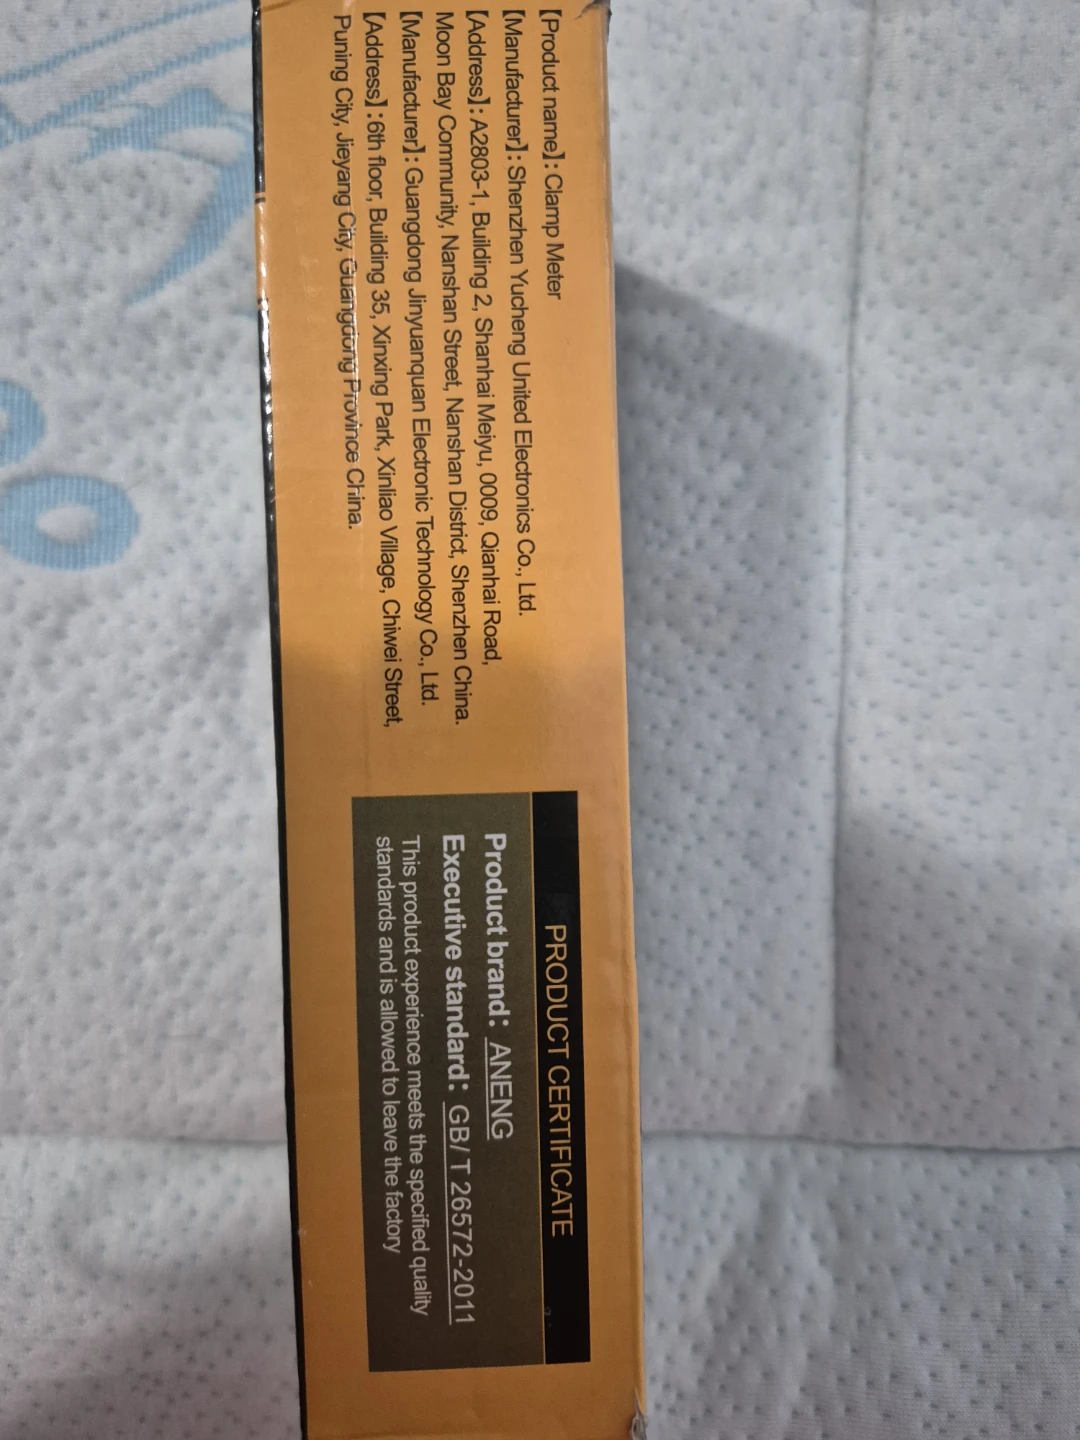 【Product name】: Clamp Meter
【Manufacturer】: Shenzhen Yucheng United Electronics Co., Ltd.
【Address】: A2803-1, Building 2, Shanhai Meiyu, 0009, Qianhai Road,
Moon Bay Community, Nanshan Street, Nanshan District, Shenzhen China.
【Manufacturer】: Guangdong Jinyuanquan Electronic Technology Co., Ltd.
【Address】:6th floor, Building 35, Xinxing Park, Xinliao Village, Chiwei Street,
Puning City, Jieyang City, Guangdong Province China.
PRODUCT CERTIFICATE
Product brand: ANENG
Executive standard: GB/T 26572-2011
This product experience meets the specified quality
standards and is allowed to leave the factory